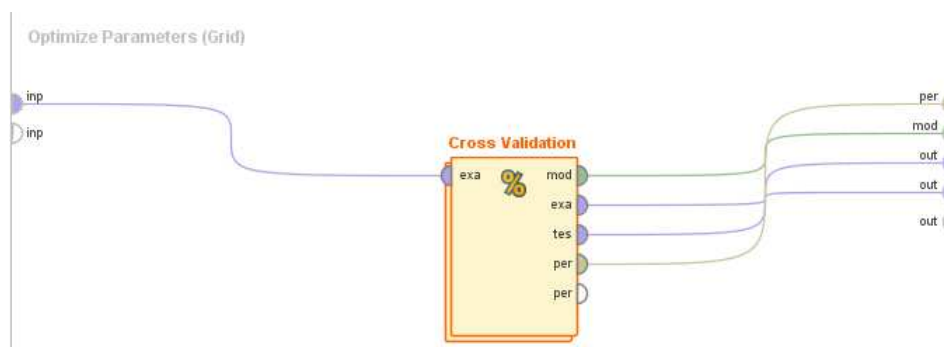 Optimize Parameters (Grid)
inp
inp
Cross Validation
exa
%
mod
exa
tes
per
per
per
mod
out
out
out